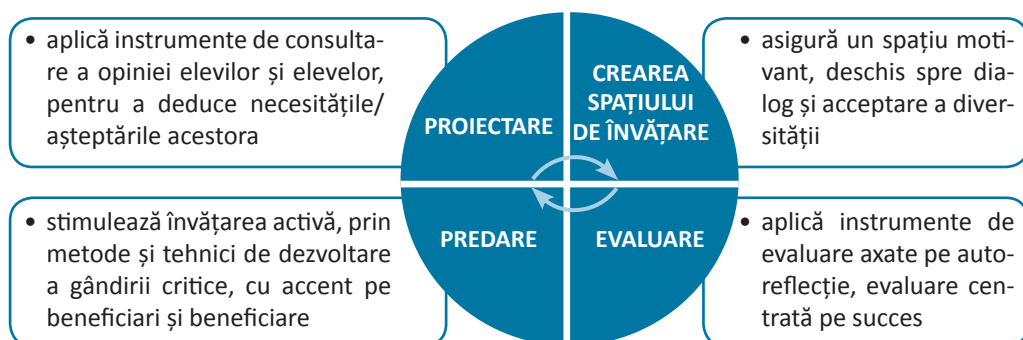 • aplică instrumente de consulta-
re a opiniei elevilor și elevelor,
pentru a deduce necesitățile/
așteptările acestora
PROIECTARE
CREAREA
SPAȚIULUI
DE ÎNVĂȚARE
• asigură un spațiu moti-
vant, deschis spre dia-
log și acceptare a diver-
sității
• stimulează învățarea activă, prin
metode și tehnici de dezvoltare
a gândirii critice, cu accent pe
beneficiari și beneficiare
PREDARE
EVALUARE
• aplică instrumente de
evaluare axate pe auto-
reflecție, evaluare cen-
trată pe succes